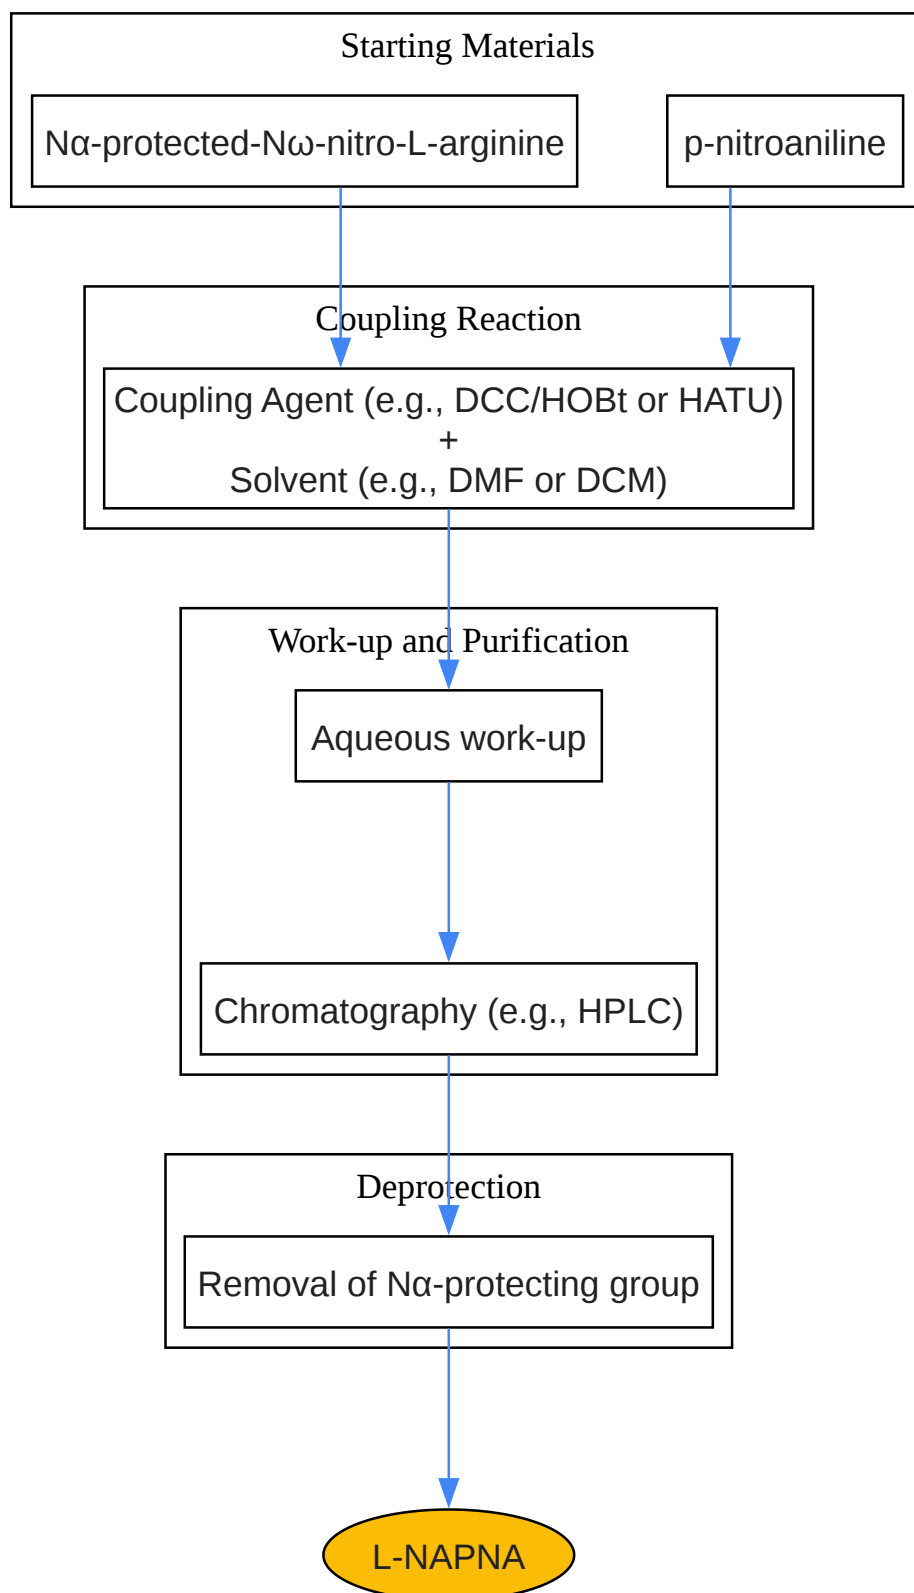 Starting Materials
Nα-protected-Nω-nitro-L-arginine
p-nitroaniline
Coupling Reaction
Coupling Agent (e.g., DCC/HOBt or HATU)
+
Solvent (e.g., DMF or DCM)
Work-up and Purification
Aqueous work-up
Chromatography (e.g., HPLC)
Deprotection
Removal of Nα-protecting group
L-NAPNA